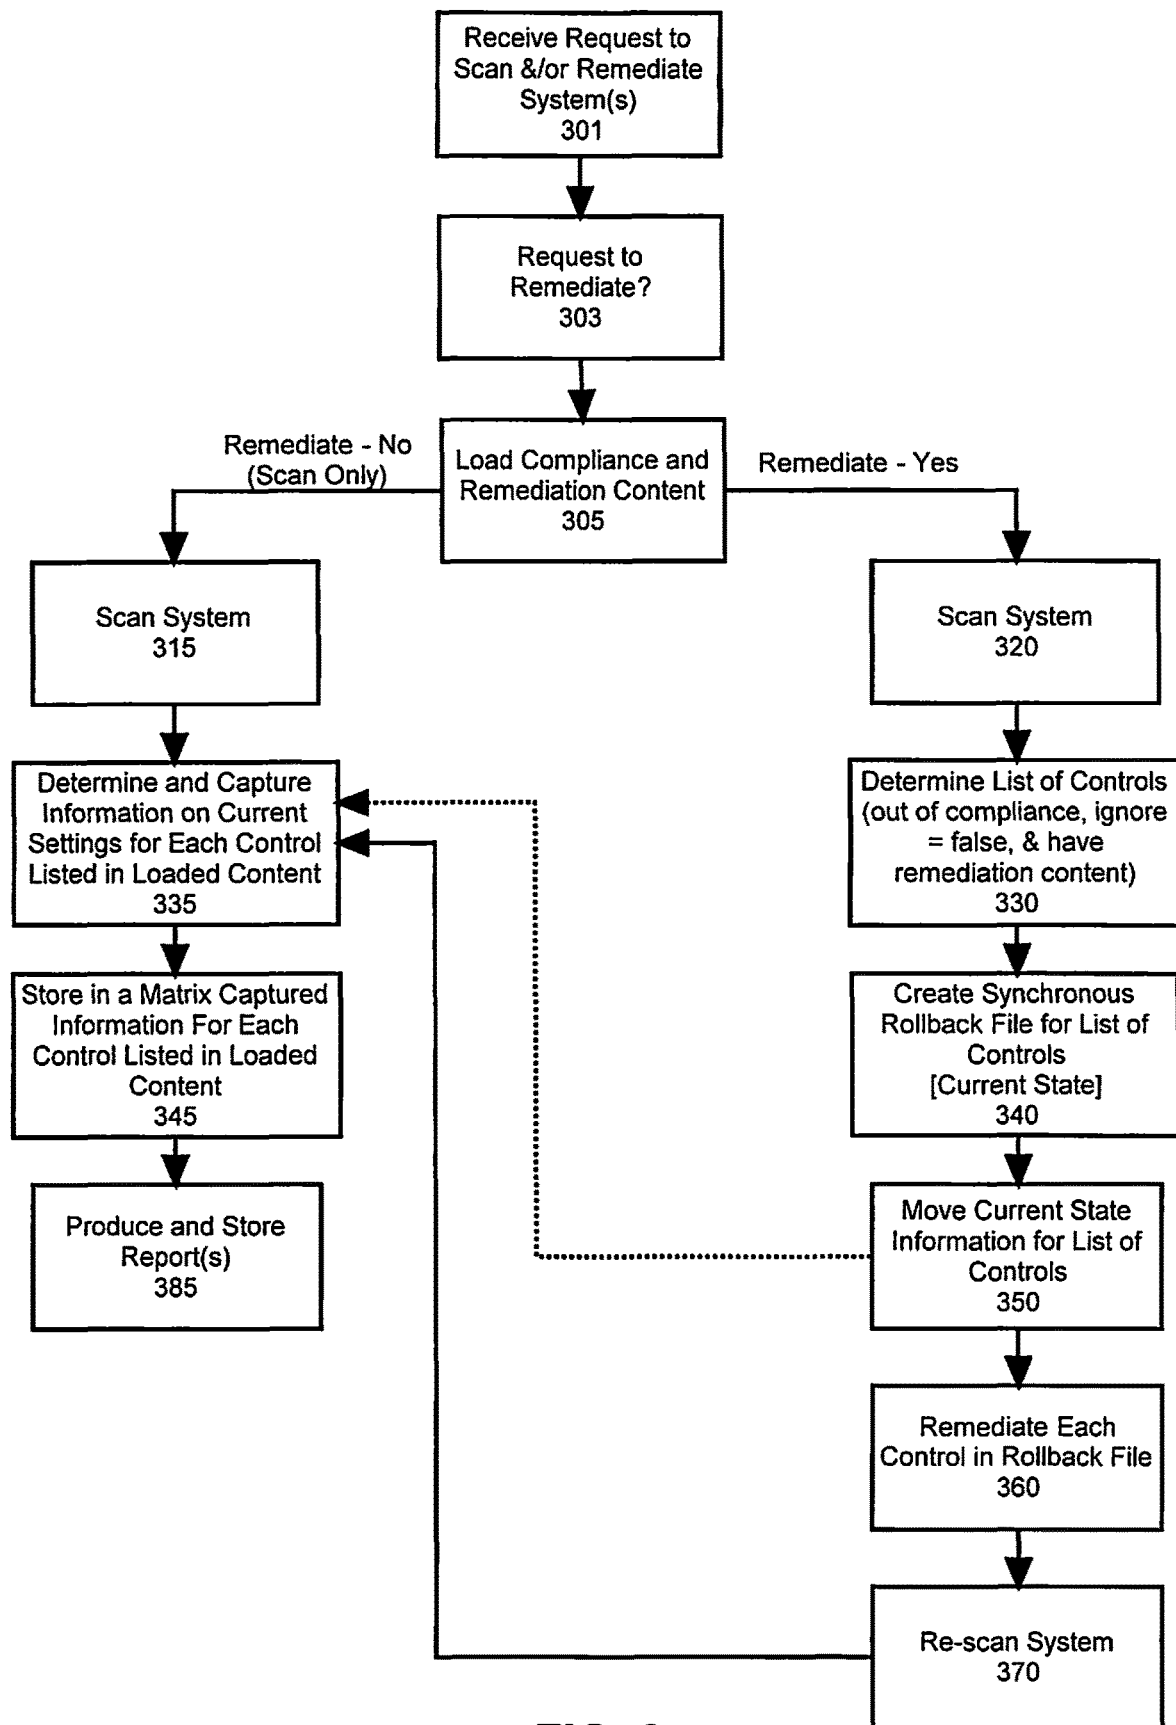 Receive Request to
Scan &/or Remediate
System(s)
301
Request to
Remediate?
303
Remediate - No
(Scan Only)
Load Compliance and
Remediation Content
305
Remediate - Yes
Scan System
315
Scan System
320
Determine and Capture
Information on Current
Settings for Each Control
Listed in Loaded Content
335
Determine List of Controls
(out of compliance, ignore
= false, & have
remediation content)
330
Store in a Matrix Captured
Information For Each
Control Listed in Loaded
Content
345
Create Synchronous
Rollback File for List of
Controls
[Current State]
340
Produce and Store
Report(s)
385
Move Current State
Information for List of
Controls
350
Remediate Each
Control in Rollback File
360
Re-scan System
370